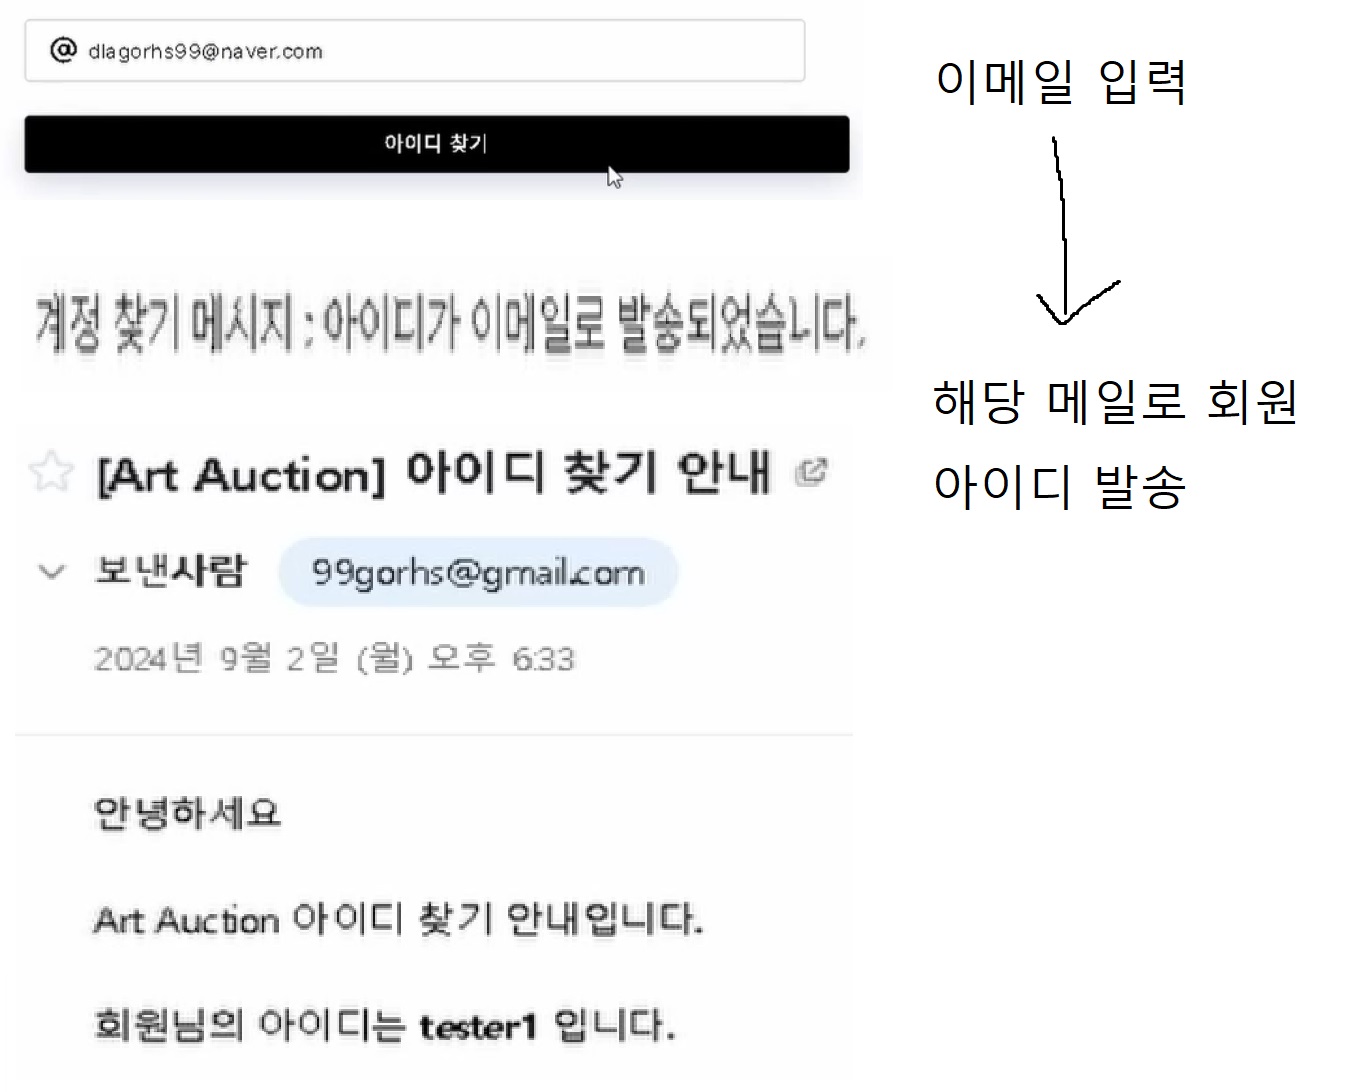 @ dlagorhs99@naver.com
아이디 찾기
계정 찾기 메시지 : 아이디가 이메일로 발송되었습니다.
[Art Auction] 아이디 찾기 안내
보낸사람 99gorhs@gmail.com
2024년 9월 2일 (월) 오후 6:33
안녕하세요
Art Auction 아이디 찾기 안내입니다.
회원님의 아이디는 tester1 입니다.
이메일 입력
해당 메일로 회원
아이디 발송